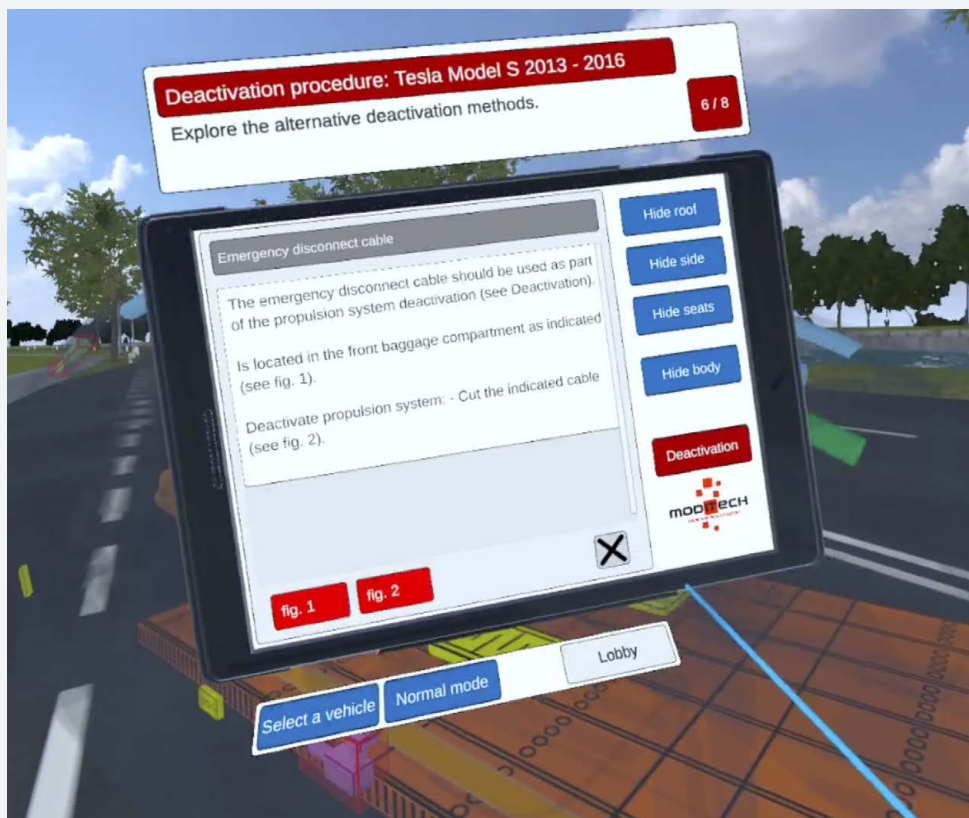 Deactivation procedure: Tesla Model S 2013 - 2016
Explore the alternative deactivation methods.
6 / 8
Emergency disconnect cable
The emergency disconnect cable should be used as part
of the propulsion system deactivation (see Deactivation).
Is located in the front baggage compartment as indicated
(see fig. 1).
Deactivate propulsion system: - Cut the indicated cable
(see fig. 2).
fig. 1
fig. 2
Hide roof
Hide side
Hide seats
Hide body
Deactivation
MODITECH
Select a vehicle
Normal mode
Lobby